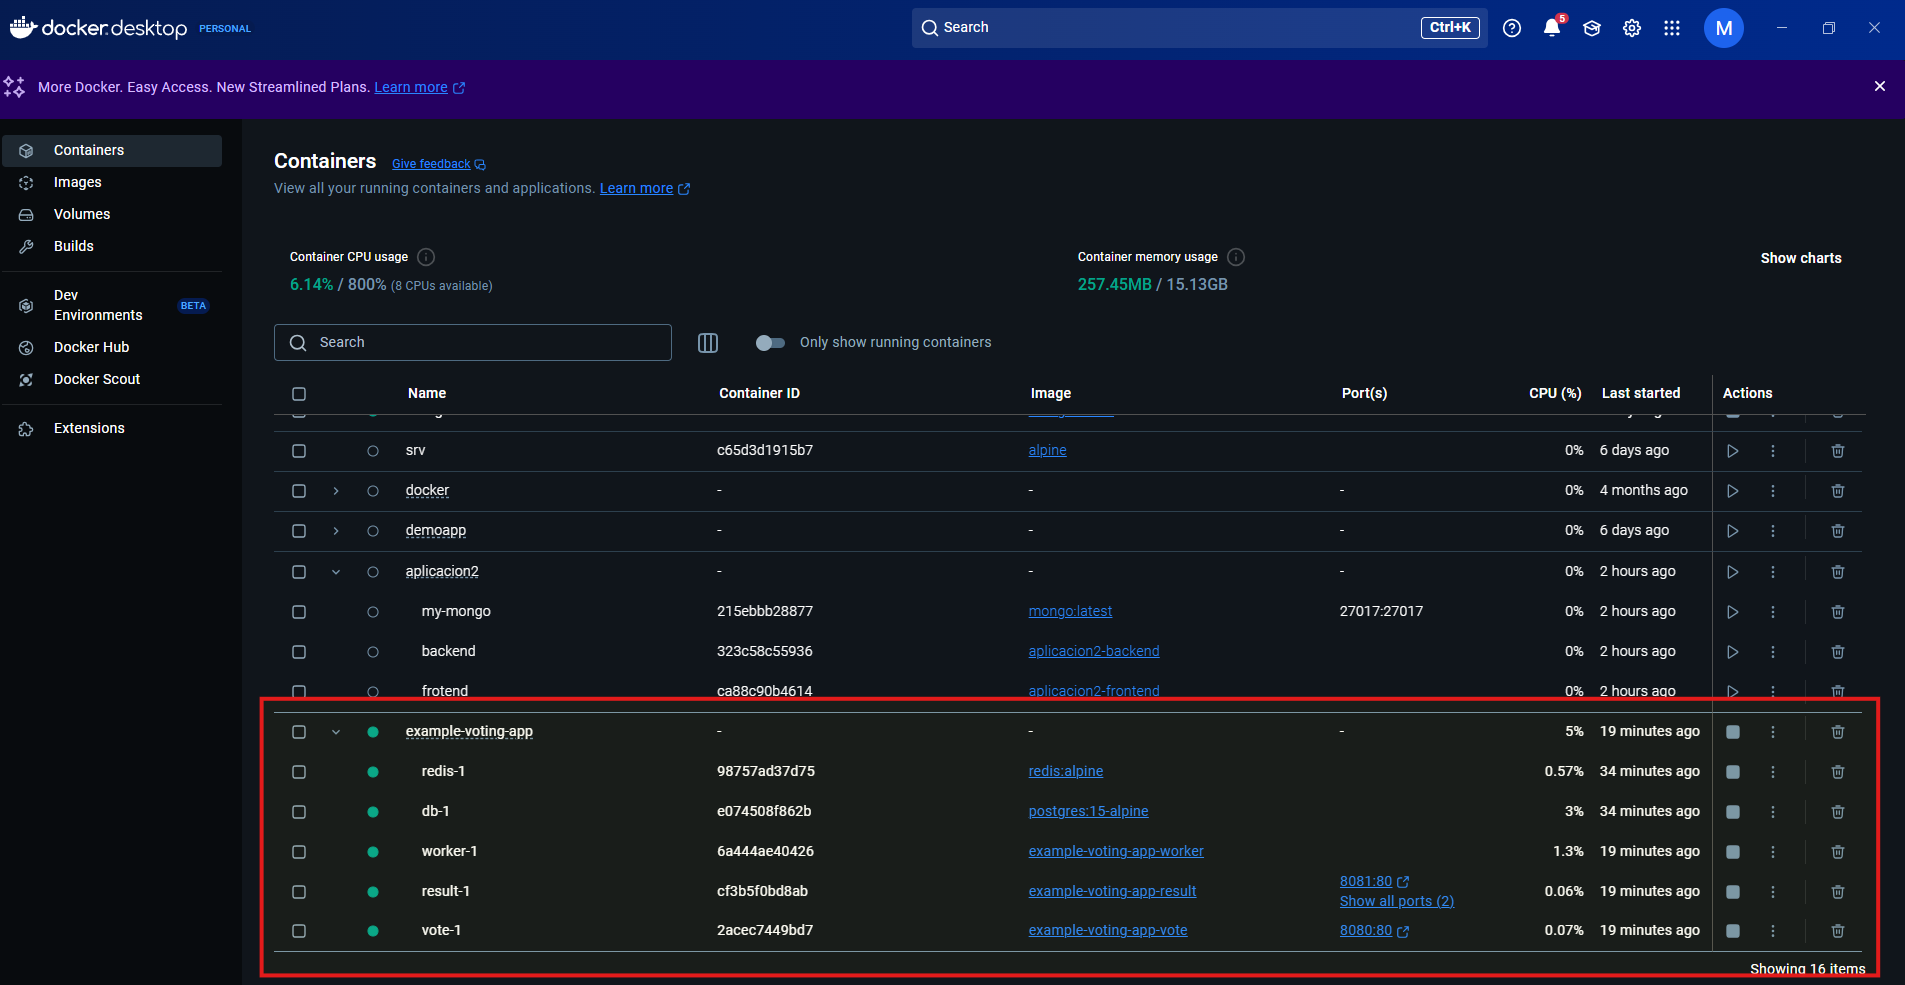 docker.desktop PERSONAL
Search Ctrl+K 5 M
More Docker. Easy Access. New Streamlined Plans. Learn more
Containers
Images
Volumes
Builds
Dev Environments BETA
Docker Hub
Docker Scout
Extensions
Containers Give feedback
View all your running containers and applications. Learn more
Container CPU usage
6.14% / 800% (8 CPUs available)
Container memory usage
257.45MB / 15.13GB
Show charts
Search Only show running containers
Name Container ID Image Port(s) CPU (%) Last started Actions
srv c65d3d1915b7 alpine 0% 6 days ago
docker - - - 0% 4 months ago
demoapp - - - 0% 6 days ago
aplicacion2 - - - 0% 2 hours ago
my-mongo 215ebbb28877 mongo:latest 27017:27017 0% 2 hours ago
backend 323c58c55936 aplicacion2-backend 0% 2 hours ago
frotend ca88c90b4614 aplicacion2-frontend 0% 2 hours ago
example-voting-app - - - 5% 19 minutes ago
redis-1 98757ad37d75 redis:alpine 0.57% 34 minutes ago
db-1 e074508f862b postgres:15-alpine 3% 34 minutes ago
worker-1 6a444ae40426 example-voting-app-worker 1.3% 19 minutes ago
result-1 cf3b5f0bd8ab example-voting-app-result 8081:80 Show all ports (2) 0.06% 19 minutes ago
vote-1 2acec7449bd7 example-voting-app-vote 8080:80 0.07% 19 minutes ago
Showing 16 items